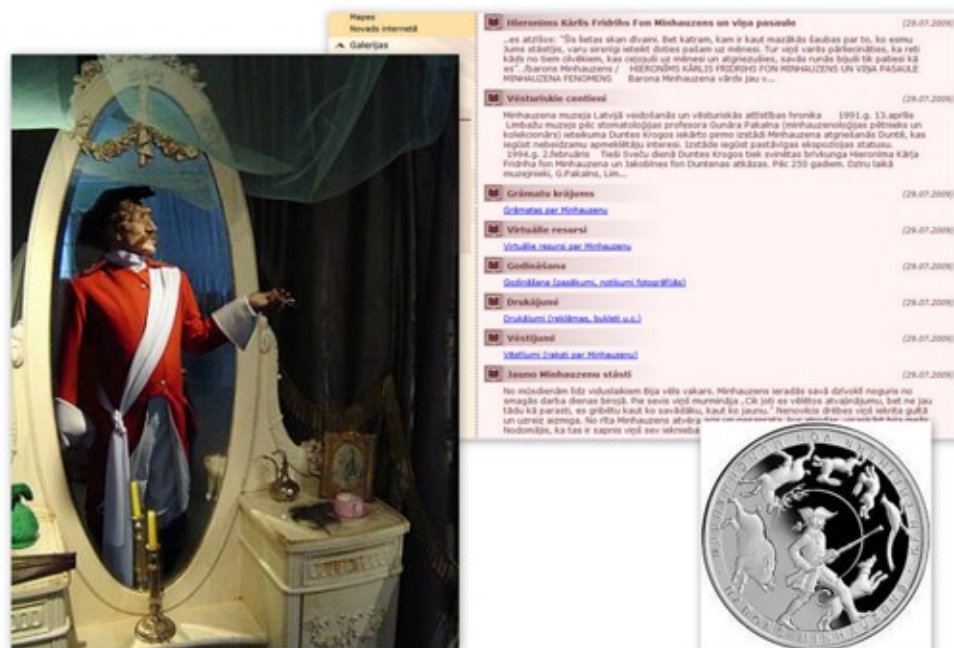 Mapes
Novads internetā
Galerijas
Hieronims Kārlis Fridrihs Fon Minhauzens un viņa pasaule (29.07.2009)
..es atzīšos: "Šīs lietas skan dīvaini. Bet katram, kam ir kaut mazākās šaubas par to, ko esmu
Jums stāstījis, varu sirsnīgi ieteikt doties pašam uz mēnesi. Tur viņš varēs pārliecināties, ka reti
kāds no tiem cilvēkiem, kas ceļojuši uz mēnesi un atgriezušies, savās runās bijuši tik patiesi kā
es". /barons Minhauzens / HIERONĪMS KĀRLIS FRIDRIHS FON MINHAUZENS UN VIŅA PASAULE
MINHAUZENA FENOMENS Barona Minhauzena vārds jau v...
Vēsturiskie centieni (29.07.2009)
Minhauzena muzeja Latvijā veidošanās un vēsturiskās attīstības hronika 1991.g. 13.aprīlis
Limbažu muzejs pēc stomatoloģijas profesora Gunāra Pakalna (minhauzenoloģijas pētnieks un
kolekcionārs) ieteikuma Duntes Krogos iekārto pirmo izstādi Minhauzena atgriešanās Duntē, kas
iegūst nebeidzamu apmeklētāju interesi. Izstāde iegūst pastāvīgas ekspozīcijas statusu.
1994.g. 2.februāris Tieši Sveču dienā Duntes Krogos tiek svinētas brīvkunga Hieronima Kārļa
Fridriha fon Minhauzena un Jakobīnes fon Duntenas atkāzas. Pēc 250 gadiem. Dzīru laikā
muzejnieki, G.Pakalns, Lim...
Grāmatu krājums (29.07.2009)
Grāmatas par Minhauzenu
Virtuālie resursi (29.07.2009)
Virtuālie resursi par Minhauzenu
Godināšana (29.07.2009)
Godināšana (pasākumi, notikumi fotogrāfijās)
Drukājumi (29.07.2009)
Drukājumi (reklāmas, bukleti u.c.)
Vēstījumi (29.07.2009)
Vēstījumi (raksti par Minhauzenu)
Jauno Minhauzenu stāsti (29.07.2009)
No mūsdienām līdz viduslaikiem Bija vēls vakars. Minhauzens ieradās savā dzīvoklī noguris no
smagās darba dienas birojā. Pie sevis viņš murmināja „Cik ļoti es vēlētos atvaļinājumu, bet ne jau
tādu kā parasti, es gribētu kaut ko savādāku, kaut ko jaunu." Nenovilcis drēbes viņš iekrita gultā
un uzreiz aizmiga. No rīta Minhauzens atvēra
Nodomājis, ka tas ir sapnis viņš sev
BARONS MINHAUZENS